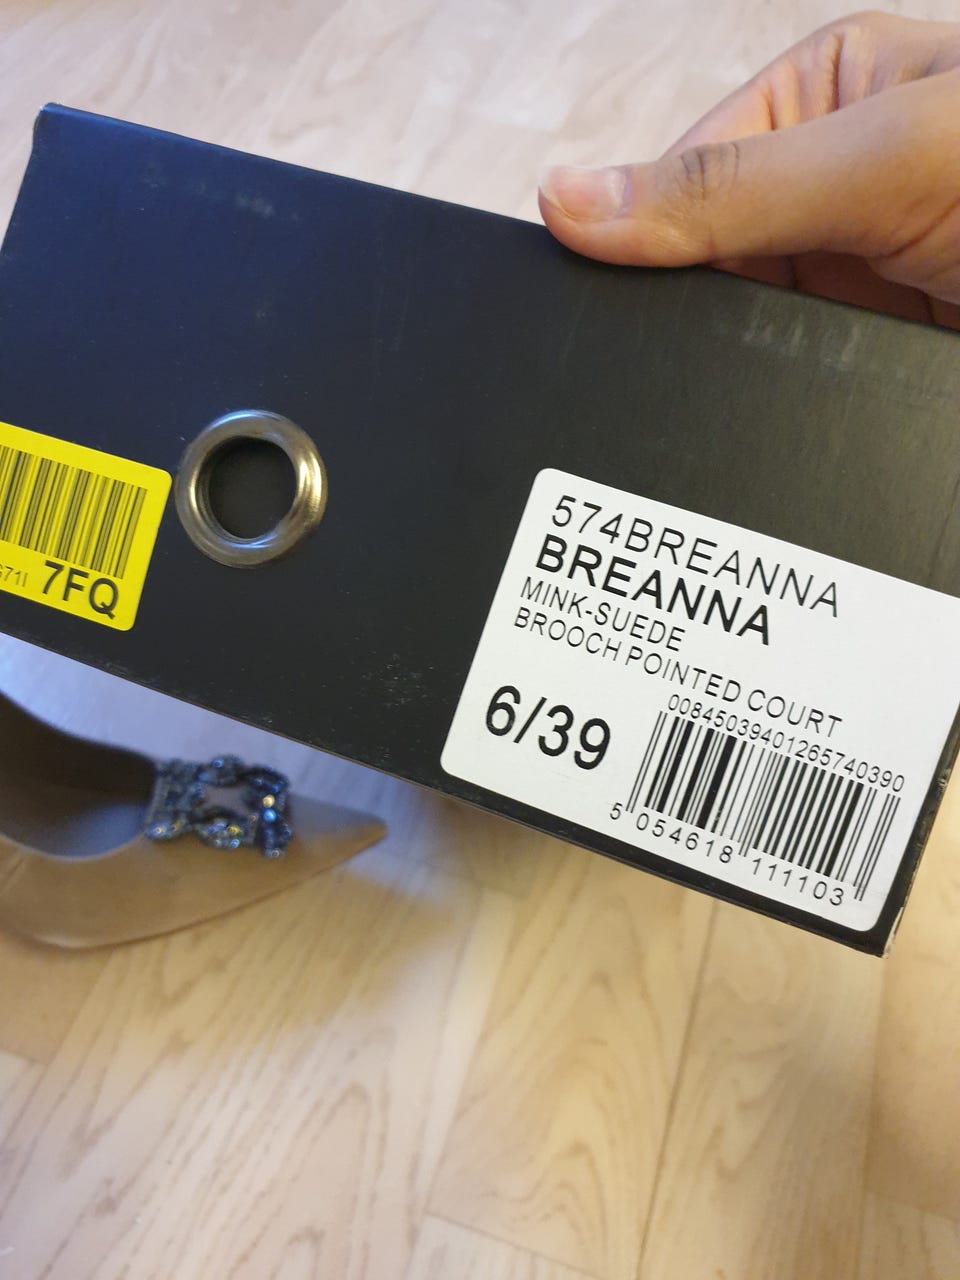 7FQ
574BREANNA
BREANNA
MINK-SUEDE
BROOCH POINTED COURT
6/39
00845039401265740390
5 054618 111103